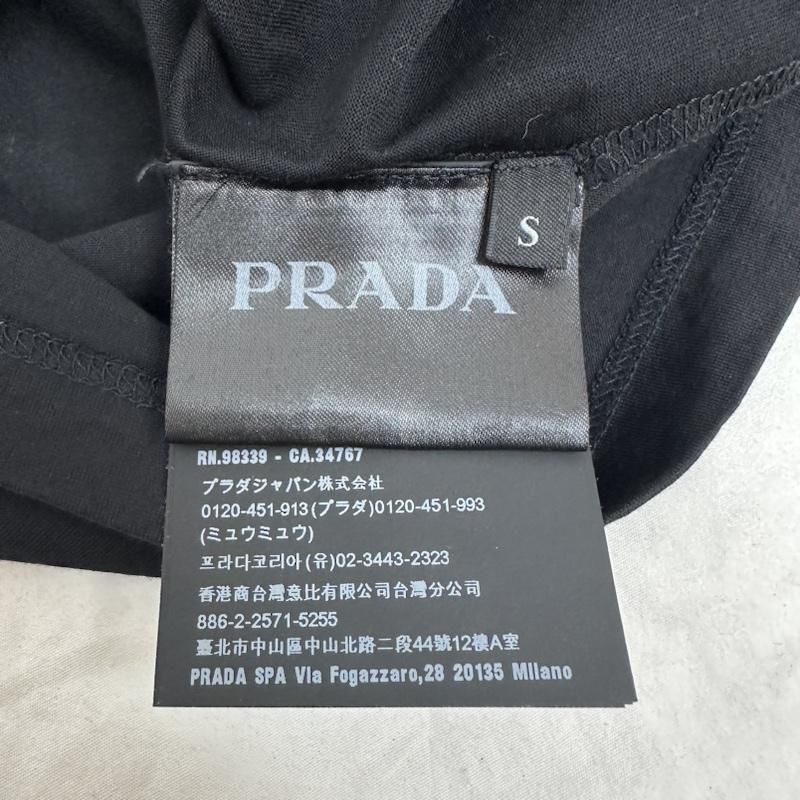 S
PRADA
RN.98339 - CA.34767
プラダジャパン株式会社
0120-451-913(プラダ)0120-451-993
(ミュウミュウ)
프라다코리아(유)02-3443-2323
香港商台灣意比有限公司台灣分公司
886-2-2571-5255
臺北市中山區中山北路二段44號12樓A室
PRADA SPA Via Fogazzaro,28 20135 Milano